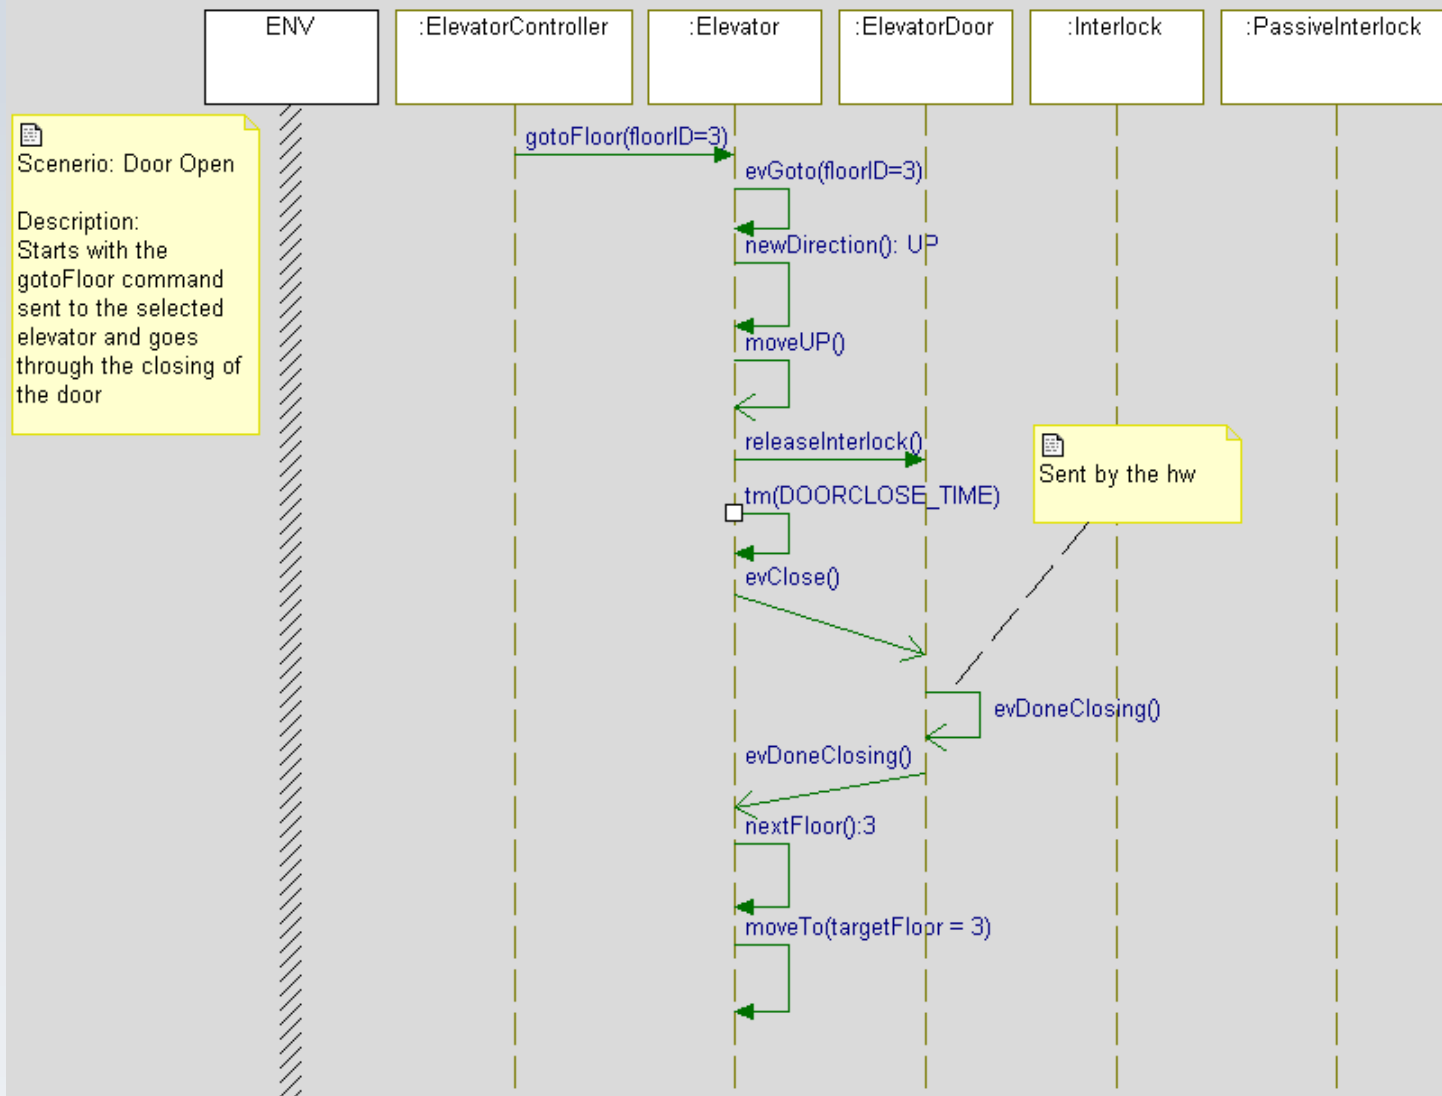 ENV
:ElevatorController
:Elevator
:ElevatorDoor
:Interlock
:PassiveInterlock
Scenerio: Door Open
Description:
Starts with the
gotoFloor command
sent to the selected
elevator and goes
through the closing of
the door
gotoFloor(floorID=3)
evGoto(floorID=3)
newDirection(): UP
moveUP()
releaseInterlock()
Sent by the hw
tm(DOORCLOSE_TIME)
evClose()
evDoneClosing()
evDoneClosing()
nextFloor():3
moveTo(targetFloor = 3)